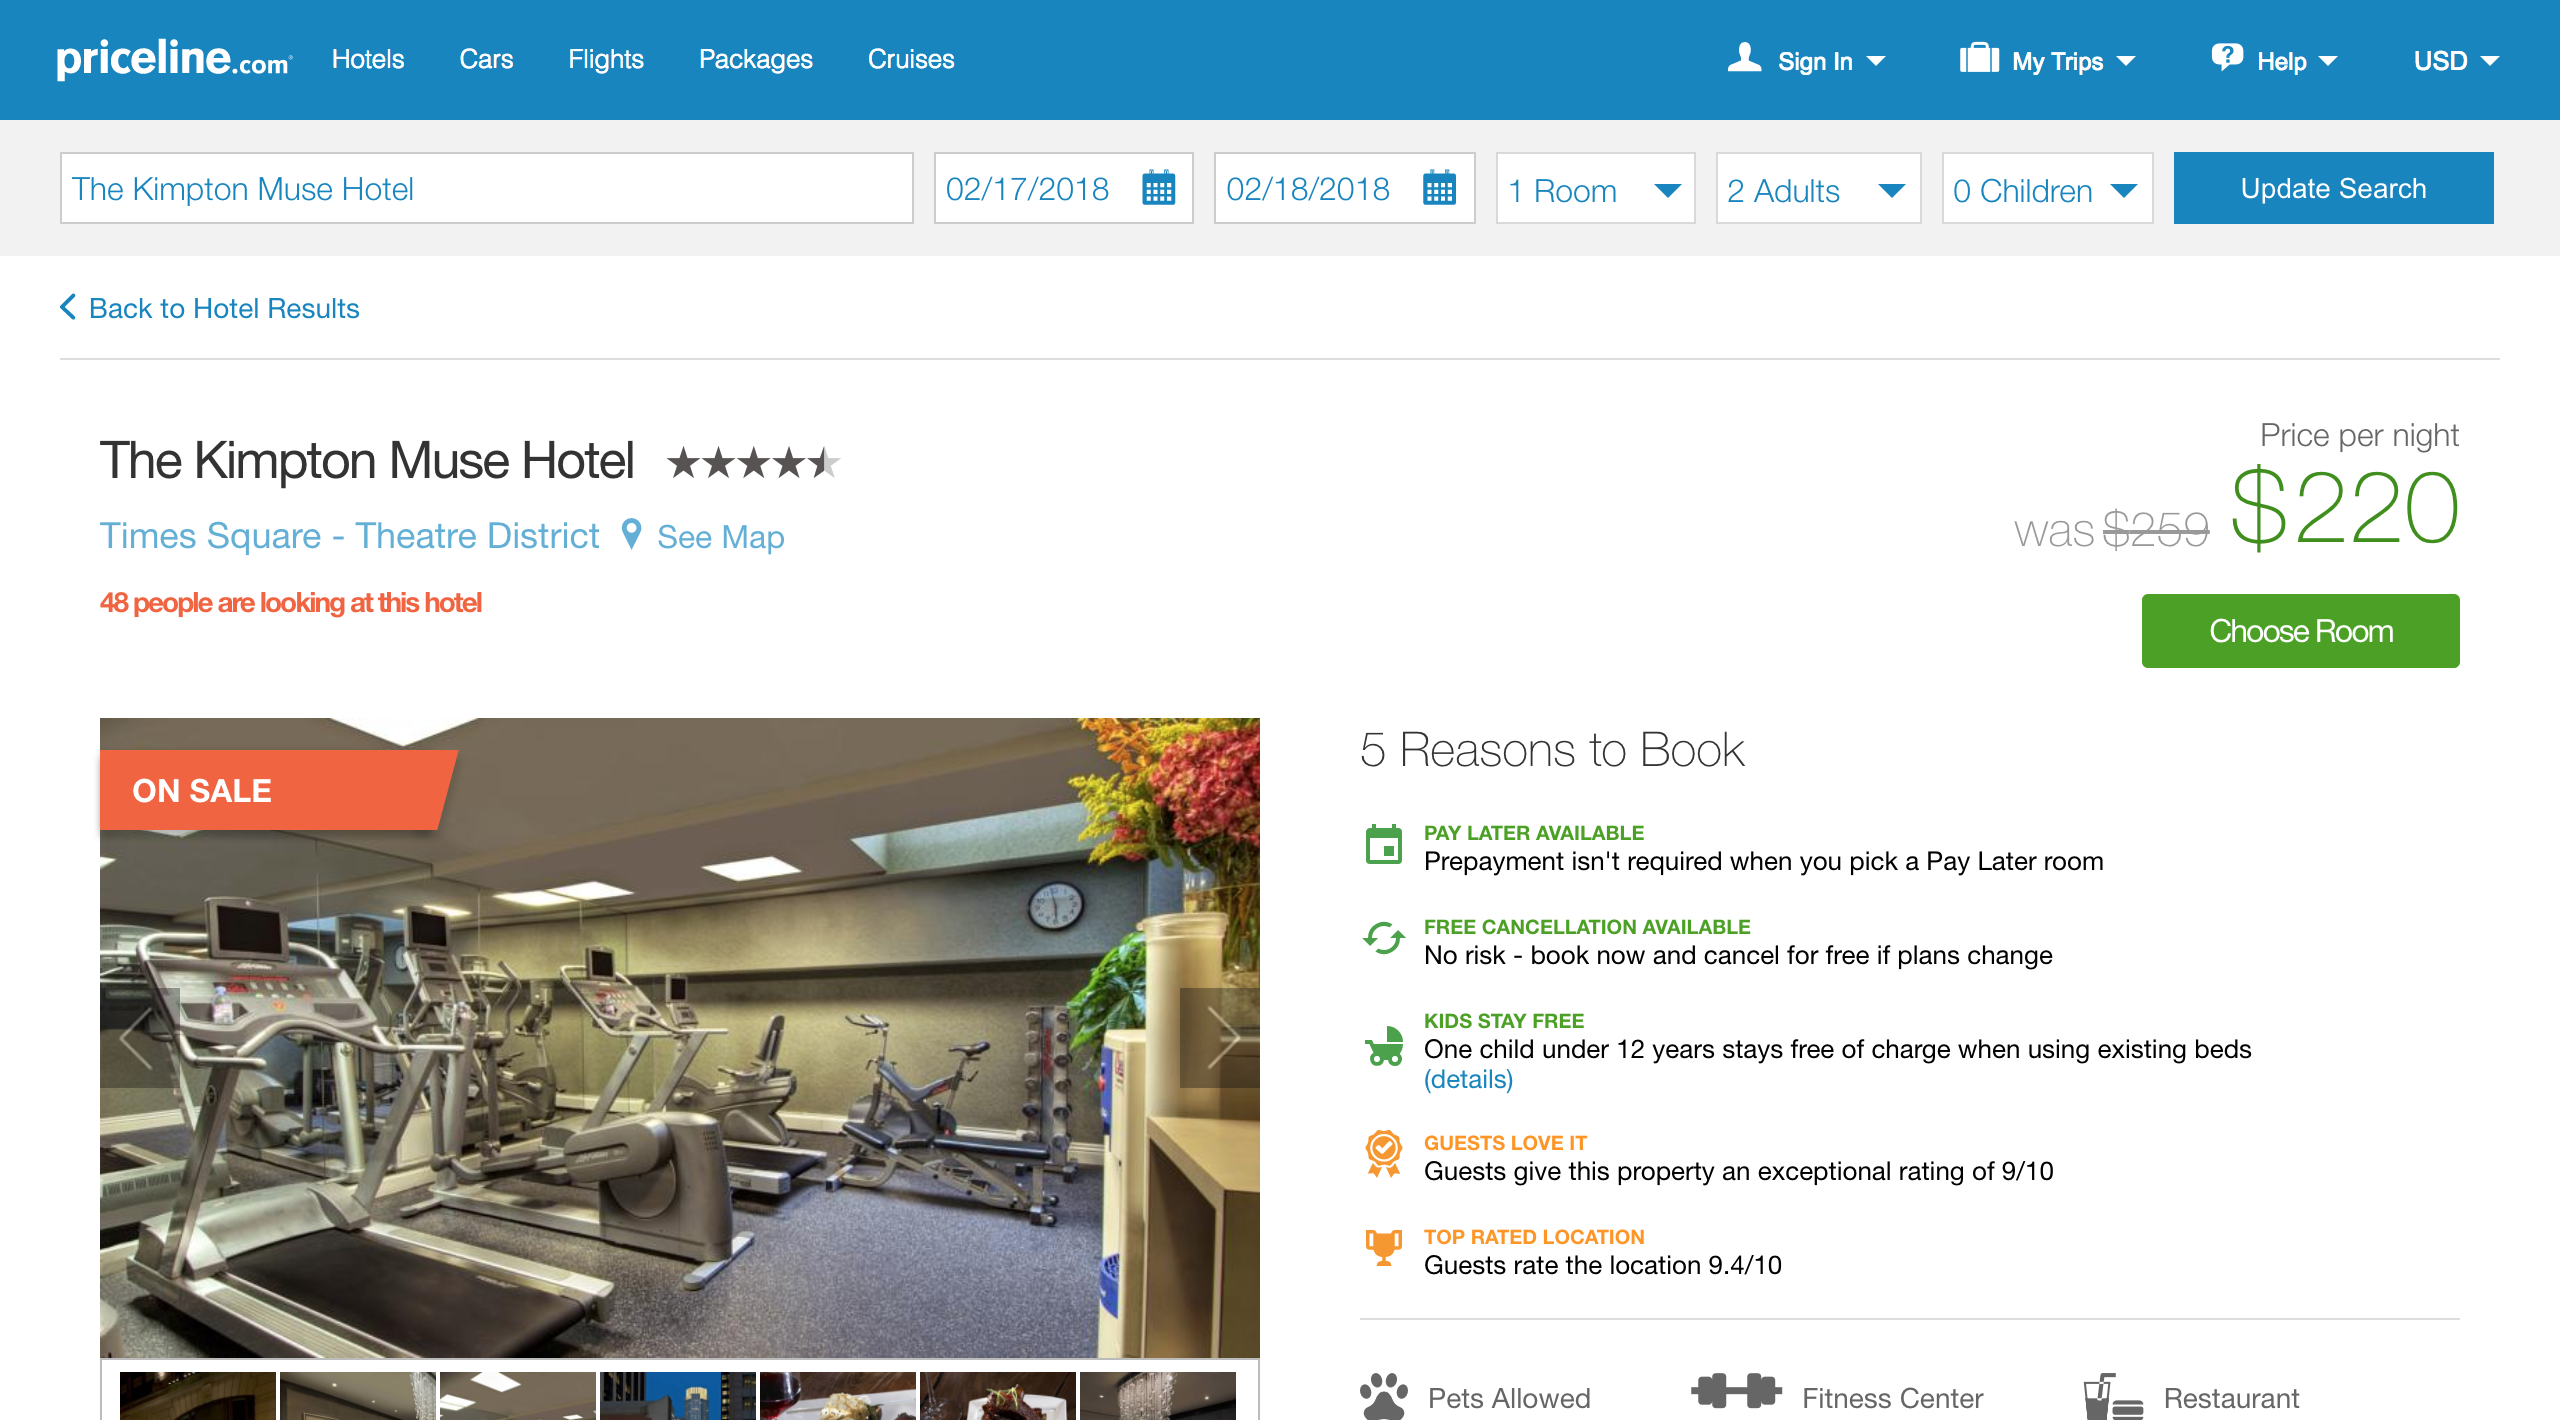 priceline.com
Hotels
Cars
Flights
Packages
Cruises
Sign In
My Trips
Help
USD
The Kimpton Muse Hotel
02/17/2018
02/18/2018
1 Room
2 Adults
0 Children
Update Search
Back to Hotel Results
The Kimpton Muse Hotel
Times Square - Theatre District
See Map
48 people are looking at this hotel
Price per night
was $259 $220
Choose Room
ON SALE
5 Reasons to Book
PAY LATER AVAILABLE
Prepayment isn't required when you pick a Pay Later room
FREE CANCELLATION AVAILABLE
No risk - book now and cancel for free if plans change
KIDS STAY FREE
One child under 12 years stays free of charge when using existing beds
(details)
GUESTS LOVE IT
Guests give this property an exceptional rating of 9/10
TOP RATED LOCATION
Guests rate the location 9.4/10
Pets Allowed
Fitness Center
Restaurant